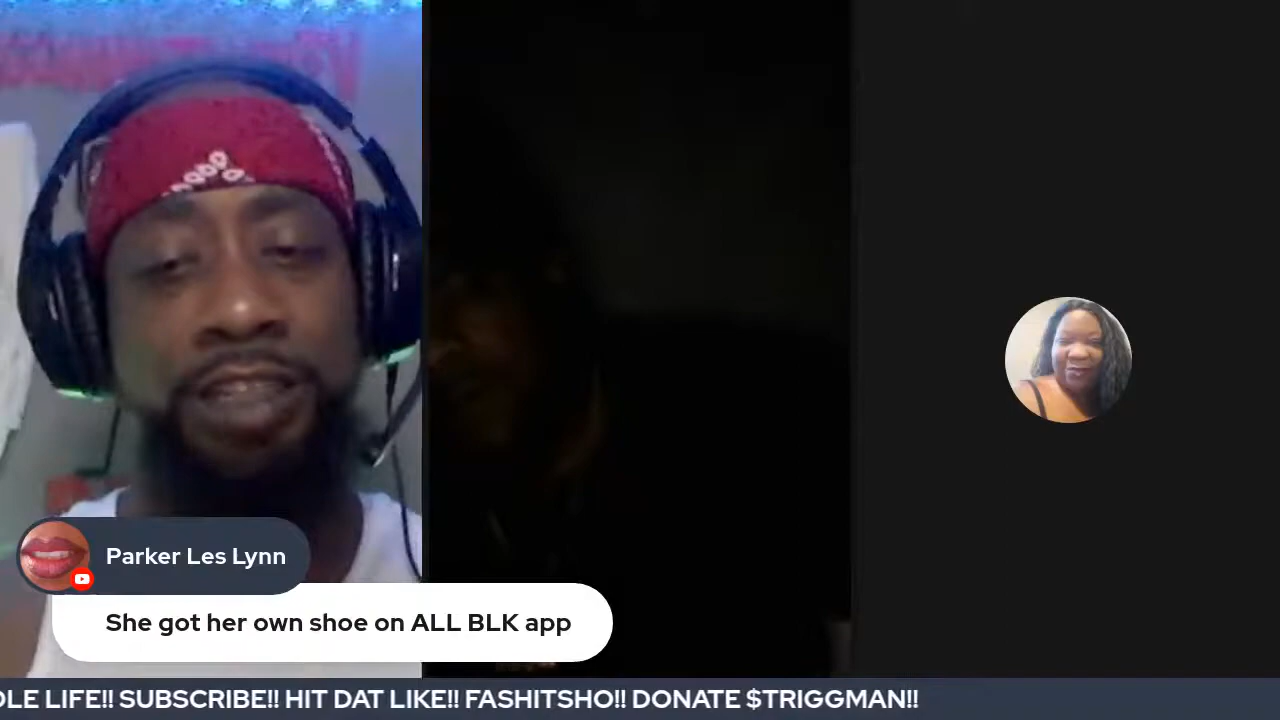 Parker Les Lynn
She got her own shoe on ALL BLK app
OLE LIFE!! SUBSCRIBE!! HIT DAT LIKE!! FASHITSHO!! DONATE $TRIGGMAN!!